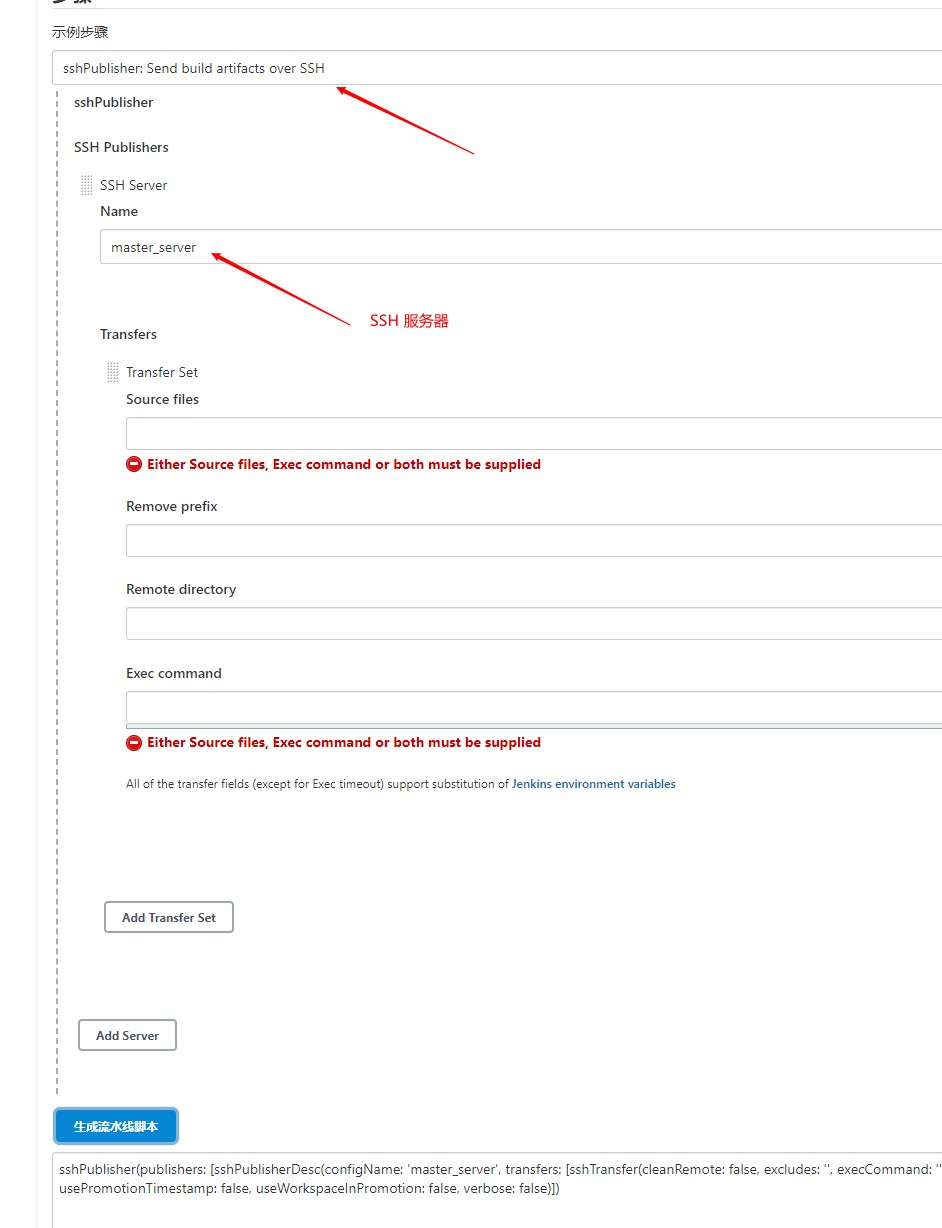 示例步骤
sshPublisher: Send build artifacts over SSH
sshPublisher
SSH Publishers
SSH Server
Name
master_server
SSH 服务器
Transfers
Transfer Set
Source files
Either Source files, Exec command or both must be supplied
Remove prefix
Remote directory
Exec command
Either Source files, Exec command or both must be supplied
All of the transfer fields (except for Exec timeout) support substitution of Jenkins environment variables
Add Transfer Set
Add Server
生成流水线脚本
sshPublisher(publishers: [sshPublisherDesc(configName: 'master_server', transfers: [sshTransfer(cleanRemote: false, excludes: '', execCommand: ''
usePromotionTimestamp: false, useWorkspaceInPromotion: false, verbose: false)])